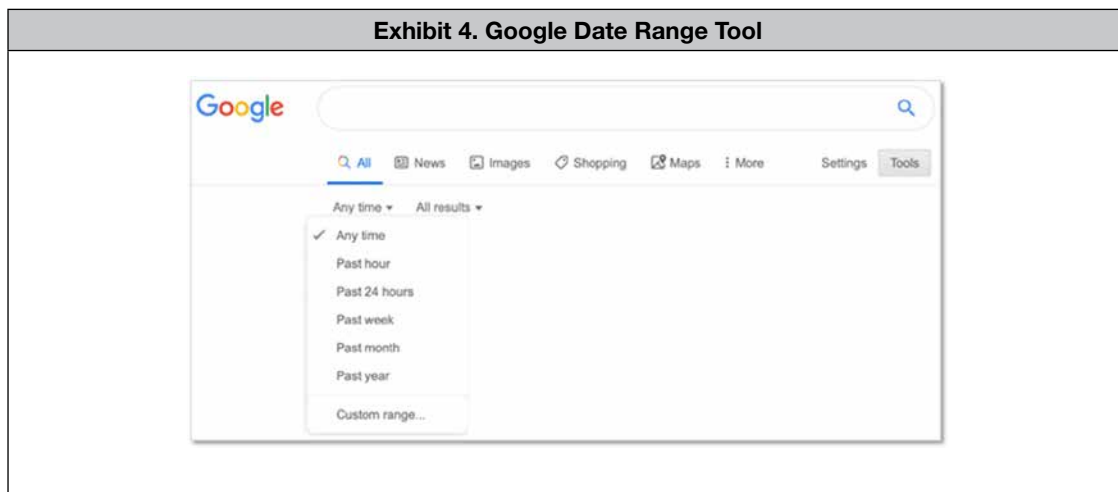 Exhibit 4. Google Date Range Tool
Google
All News Images Shopping Maps More Settings Tools
Any time All results
Any time
Past hour
Past 24 hours
Past week
Past month
Past year
Custom range...